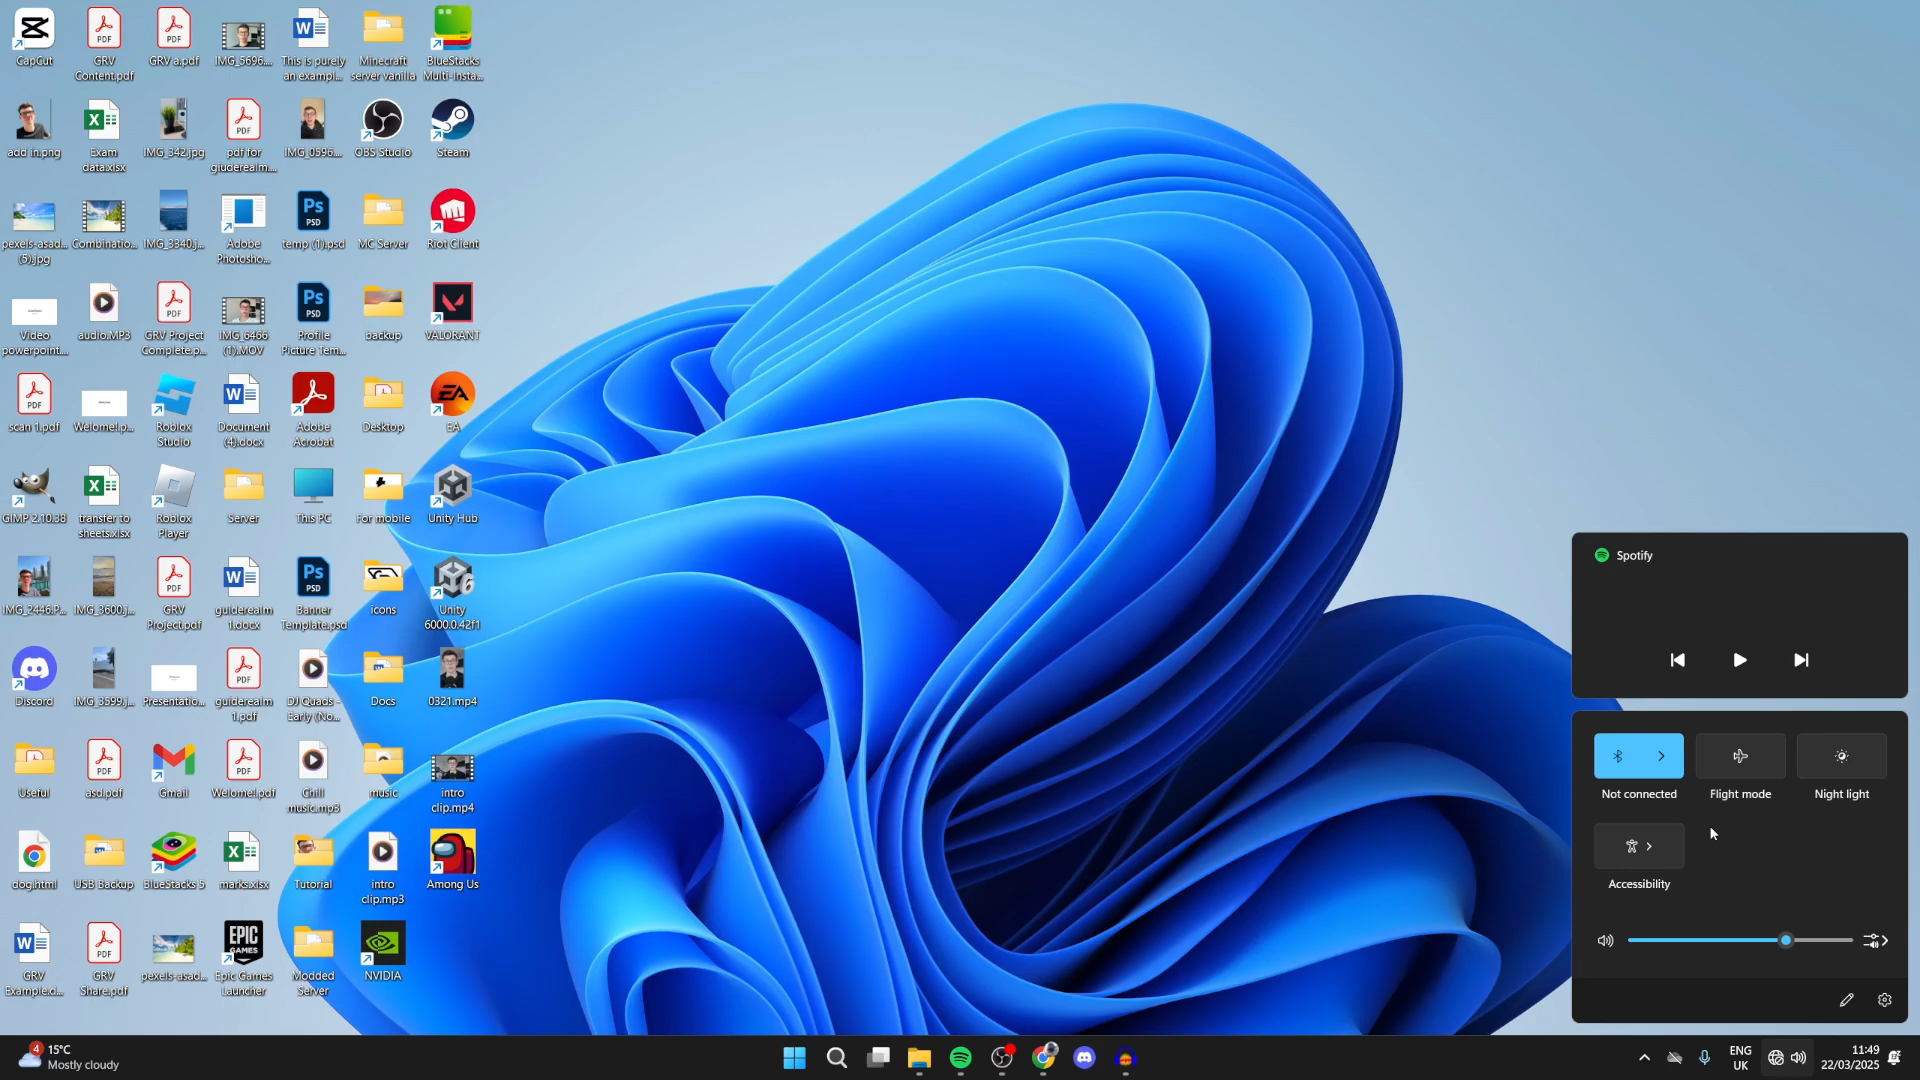 CapCut
GRV
Content.pdf
GRV a.pdf
IMG_5696....
This is purely
an exampl...
Minecraft
server vanilla
BlueStacks
Multi-Insta...
add in.png
Exam
data.xlsx
IMG_342.jpg
pdf for
giuderealm....
IMG_0596....
OBS Studio
Steam
pexels-asad...
(5).jpg
Combinatio...
IMG_3340.j...
Adobe
Photosho...
temp (1).psd
MC Server
Riot Client
Video
powerpoint...
audio.MP3
GRV Project
Complete.p...
IMG_6466
(1).MOV
Profile
Picture Tem...
backup
VALORANT
scan 1.pdf
Welome!.p...
Roblox
Studio
Document
(4).docx
Adobe
Acrobat
Desktop
EA
GIMP 2.10.38
transfer to
sheets.xlsx
Roblox
Player
Server
This PC
For mobile
Unity Hub
IMG_2446.P...
IMG_3600.j...
GRV
Project.pdf
guiderealm
1.docx
Banner
Template.psd
icons
Unity
6000.0.42f1
Discord
IMG_3599.j...
Presentatio...
guiderealm
1.pdf
DJ Quads -
Early (No...
Docs
0321.mp4
Useful
asd.pdf
Gmail
Welome!.pdf
Chill
music.mp3
music
intro
clip.mp4
dog.html
USB Backup
BlueStacks 5
marks.xlsx
Tutorial
intro
clip.mp3
Among Us
GRV
Example.d...
GRV
Share.pdf
pexels-asad...
Epic Games
Launcher
Modded
Server
NVIDIA
Spotify
Not connected
Flight mode
Night light
Accessibility
4
15°C
Mostly cloudy
ENG
UK
11:49
22/03/2025